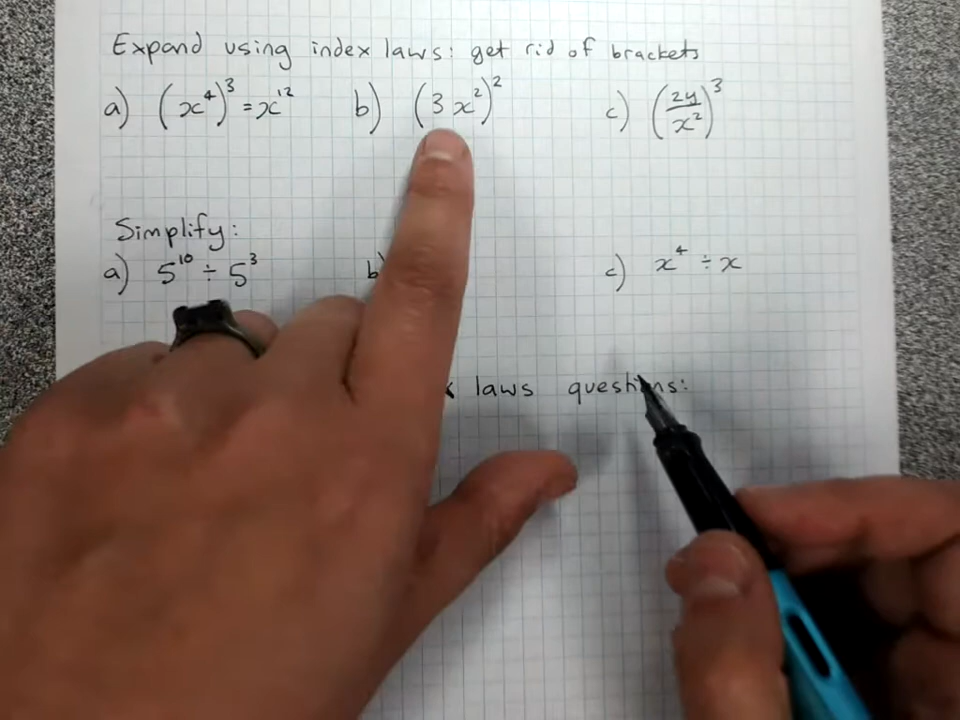 Expand using index laws: get rid of brackets
a) (x⁴)³ = x¹² b) (3x²)² c) (2y/x²)³
Simplify:
a) 5¹⁰ ÷ 5³ b) c) x⁴ ÷ x
laws questions: